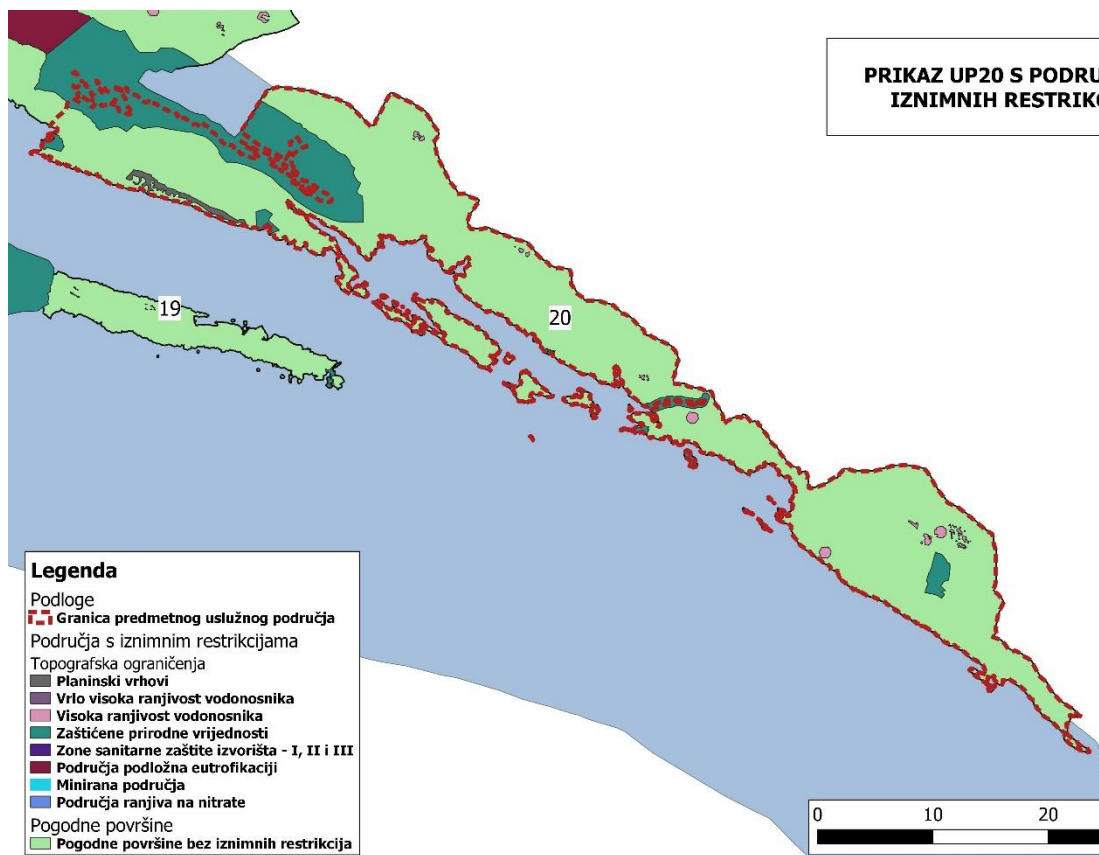 PRIKAZ UP20 S PODRU
IZNIMNIH RESTRIK
19
20
Legenda
Podloge
Granica predmetnog uslužnog područja
Područja s iznimnim restrikcijama
Topografska ograničenja
Planinski vrhovi
Vrlo visoka ranjivost vodonosnika
Visoka ranjivost vodonosnika
Zaštićene prirodne vrijednosti
Zone sanitarne zaštite izvorišta - I, II i III
Područja podložna eutrofikaciji
Minirana područja
Područja ranjiva na nitrate
Pogodne površine
Pogodne površine bez iznimnih restrikcija
0 10 20